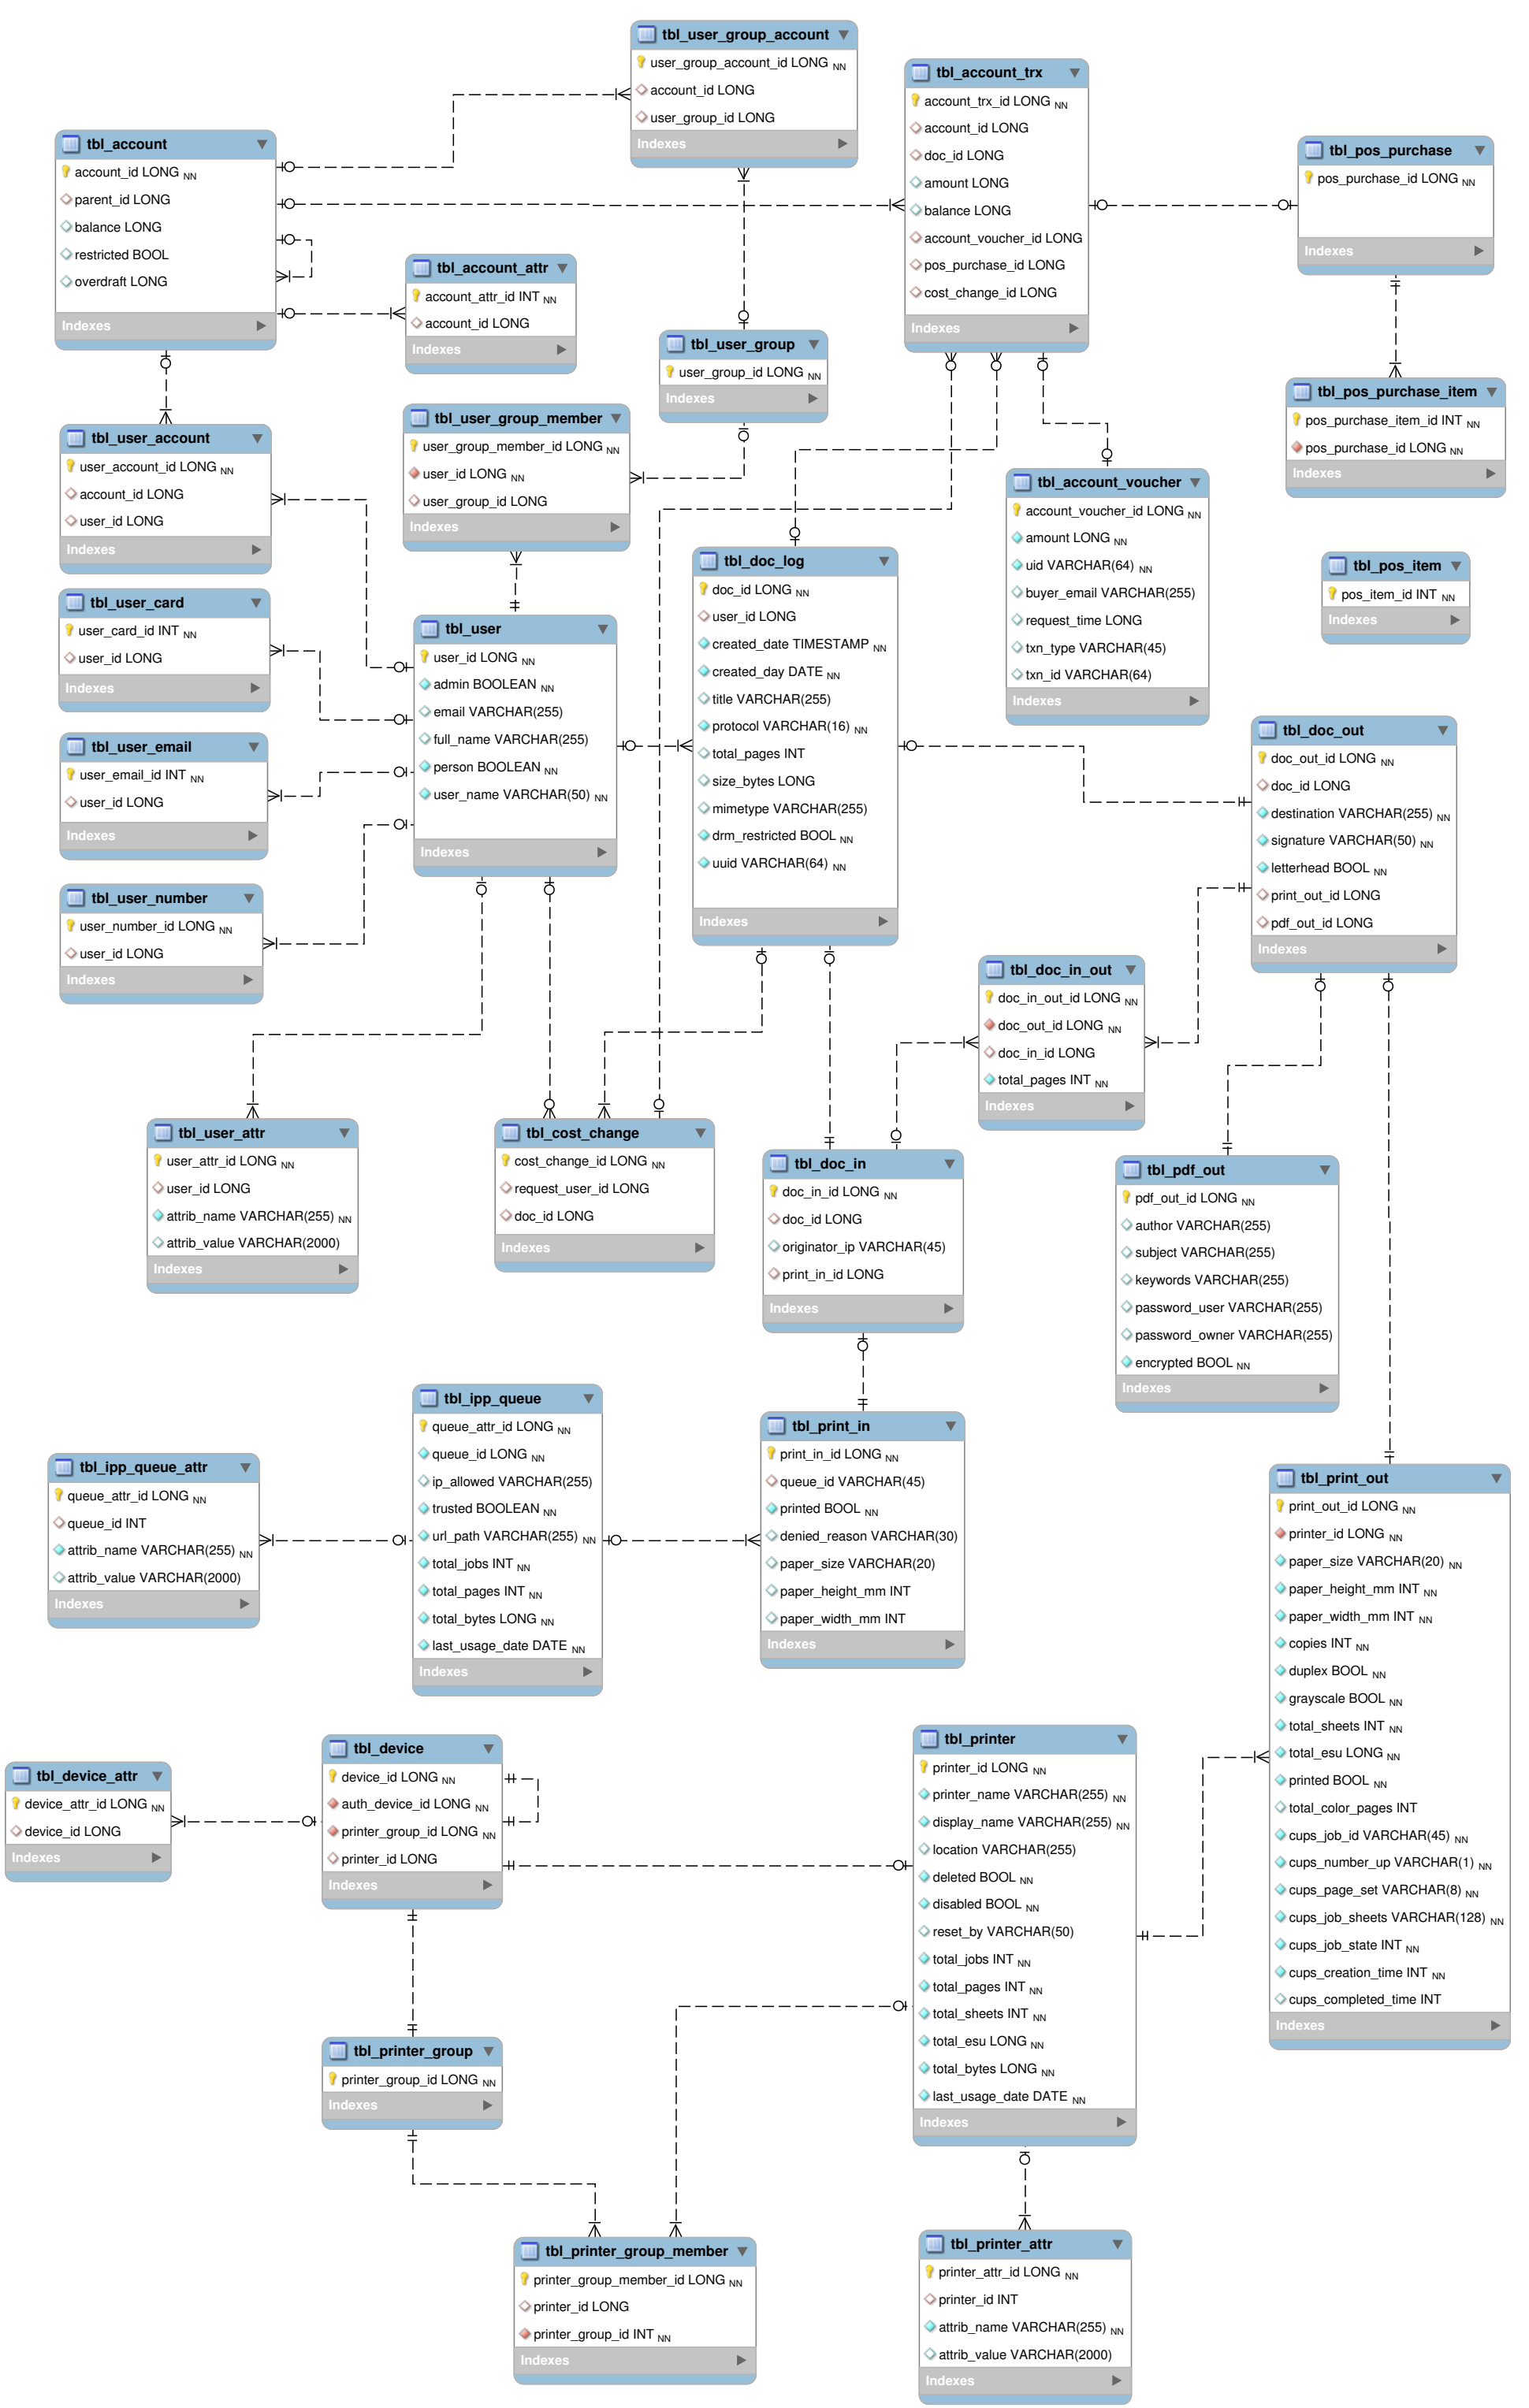 tbl_user_group_account
user_group_account_id LONG NN
account_id LONG
user_group_id LONG
Indexes
tbl_account_trx
account_trx_id LONG NN
account_id LONG
doc_id LONG
amount LONG
balance LONG
account_voucher_id LONG
pos_purchase_id LONG
cost_change_id LONG
Indexes
tbl_account
account_id LONG NN
parent_id LONG
balance LONG
restricted BOOL
overdraft LONG
Indexes
tbl_pos_purchase
pos_purchase_id LONG NN
Indexes
tbl_account_attr
account_attr_id INT NN
account_id LONG
Indexes
tbl_user_group
user_group_id LONG NN
Indexes
tbl_pos_purchase_item
pos_purchase_item_id INT NN
pos_purchase_id LONG NN
Indexes
tbl_user_group_member
user_group_member_id LONG NN
user_id LONG NN
user_group_id LONG
Indexes
tbl_user_account
user_account_id LONG NN
account_id LONG
user_id LONG
Indexes
tbl_account_voucher
account_voucher_id LONG NN
amount LONG NN
uid VARCHAR(64) NN
buyer_email VARCHAR(255)
request_time LONG
txn_type VARCHAR(45)
txn_id VARCHAR(64)
Indexes
tbl_doc_log
doc_id LONG NN
user_id LONG
created_date TIMESTAMP NN
created_day DATE NN
title VARCHAR(255)
protocol VARCHAR(16) NN
total_pages INT
size_bytes LONG
mimetype VARCHAR(255)
drm_restricted BOOL NN
uuid VARCHAR(64) NN
Indexes
tbl_pos_item
pos_item_id INT NN
Indexes
tbl_user_card
user_card_id INT NN
user_id LONG
Indexes
tbl_user
user_id LONG NN
admin BOOLEAN NN
email VARCHAR(255)
full_name VARCHAR(255)
person BOOLEAN NN
user_name VARCHAR(50) NN
Indexes
tbl_user_email
user_email_id INT NN
user_id LONG
Indexes
tbl_doc_out
doc_out_id LONG NN
doc_id LONG
destination VARCHAR(255) NN
signature VARCHAR(50) NN
letterhead BOOL NN
print_out_id LONG
pdf_out_id LONG
Indexes
tbl_user_number
user_number_id LONG NN
user_id LONG
Indexes
tbl_doc_in_out
doc_in_out_id LONG NN
doc_out_id LONG NN
doc_in_id LONG
total_pages INT NN
Indexes
tbl_user_attr
user_attr_id LONG NN
user_id LONG
attrib_name VARCHAR(255) NN
attrib_value VARCHAR(2000)
Indexes
tbl_cost_change
cost_change_id LONG NN
request_user_id LONG
doc_id LONG
Indexes
tbl_doc_in
doc_in_id LONG NN
doc_id LONG
originator_ip VARCHAR(45)
print_in_id LONG
Indexes
tbl_pdf_out
pdf_out_id LONG NN
author VARCHAR(255)
subject VARCHAR(255)
keywords VARCHAR(255)
password_user VARCHAR(255)
password_owner VARCHAR(255)
encrypted BOOL NN
Indexes
tbl_ipp_queue
queue_attr_id LONG NN
queue_id LONG NN
ip_allowed VARCHAR(255)
trusted BOOLEAN NN
url_path VARCHAR(255) NN
total_jobs INT NN
total_pages INT NN
total_bytes LONG NN
last_usage_date DATE NN
Indexes
tbl_print_in
print_in_id LONG NN
queue_id VARCHAR(45)
printed BOOL NN
denied_reason VARCHAR(30)
paper_size VARCHAR(20)
paper_height_mm INT
paper_width_mm INT
Indexes
tbl_ipp_queue_attr
queue_attr_id LONG NN
queue_id INT
attrib_name VARCHAR(255) NN
attrib_value VARCHAR(2000)
Indexes
tbl_print_out
print_out_id LONG NN
printer_id LONG NN
paper_size VARCHAR(20) NN
paper_height_mm INT NN
paper_width_mm INT NN
copies INT NN
duplex BOOL NN
grayscale BOOL NN
total_sheets INT NN
total_esu LONG NN
printed BOOL NN
total_color_pages INT
cups_job_id VARCHAR(45) NN
cups_number_up VARCHAR(1) NN
cups_page_set VARCHAR(8) NN
cups_job_sheets VARCHAR(128) NN
cups_job_state INT NN
cups_creation_time INT NN
cups_completed_time INT
Indexes
tbl_device
device_id LONG NN
auth_device_id LONG NN
printer_group_id LONG NN
printer_id LONG
Indexes
tbl_device_attr
device_attr_id LONG NN
device_id LONG
Indexes
tbl_printer
printer_id LONG NN
printer_name VARCHAR(255) NN
display_name VARCHAR(255) NN
location VARCHAR(255)
deleted BOOL NN
disabled BOOL NN
reset_by VARCHAR(50)
total_jobs INT NN
total_pages INT NN
total_sheets INT NN
total_esu LONG NN
total_bytes LONG NN
last_usage_date DATE NN
Indexes
tbl_printer_group
printer_group_id LONG NN
Indexes
tbl_printer_group_member
printer_group_member_id LONG NN
printer_id LONG
printer_group_id INT NN
Indexes
tbl_printer_attr
printer_attr_id LONG NN
printer_id INT
attrib_name VARCHAR(255) NN
attrib_value VARCHAR(2000)
Indexes